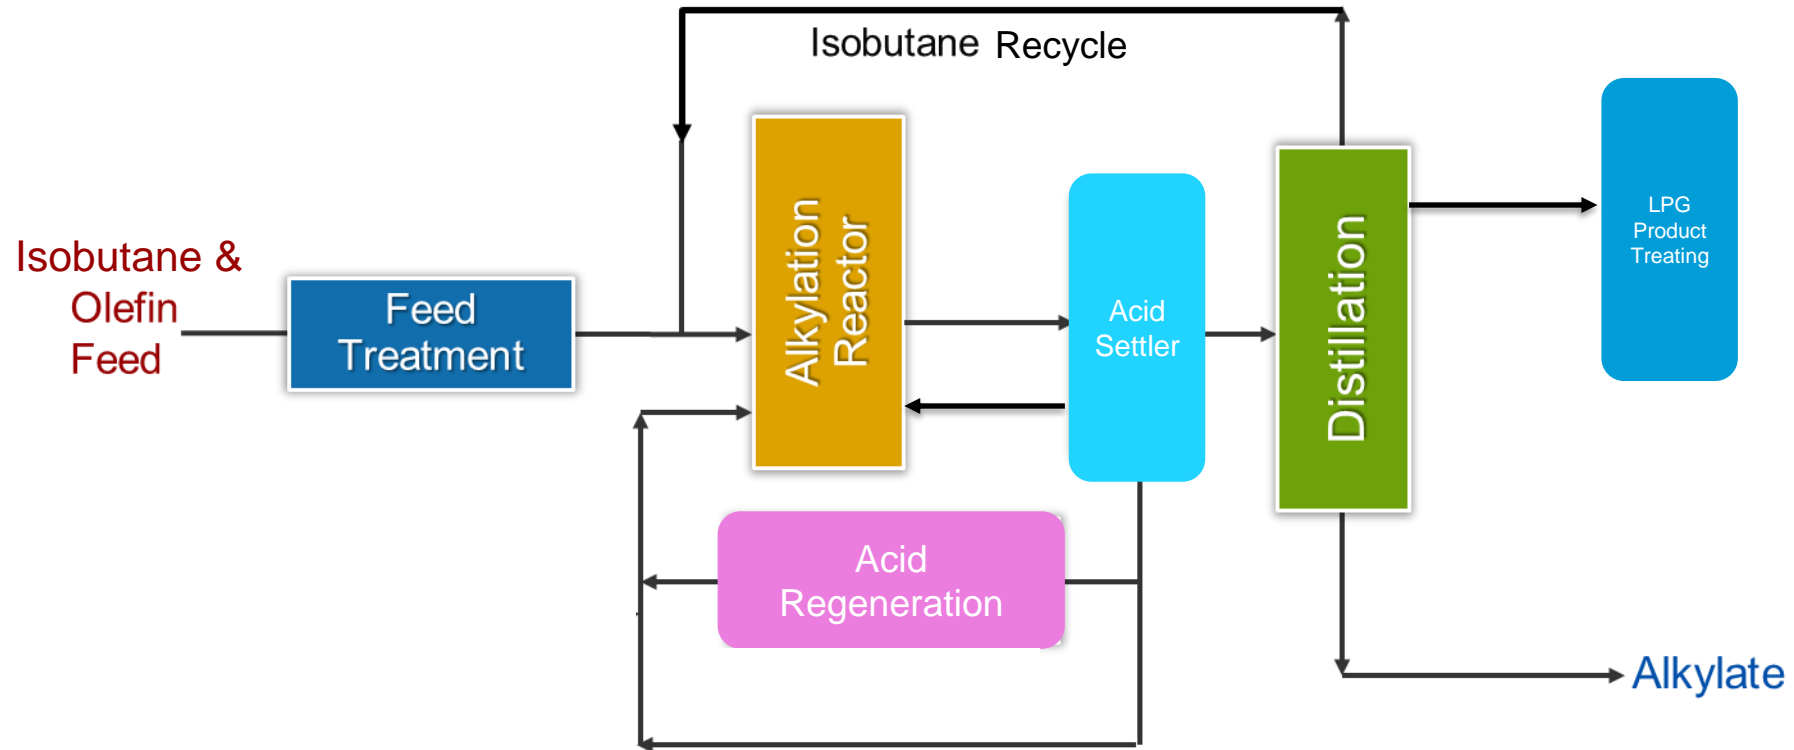 Isobutane Recycle
Isobutane &
Olefin
Feed
Feed
Treatment
Alkylation
Reactor
Acid
Settler
Distillation
LPG
Product
Treating
Acid
Regeneration
Alkylate